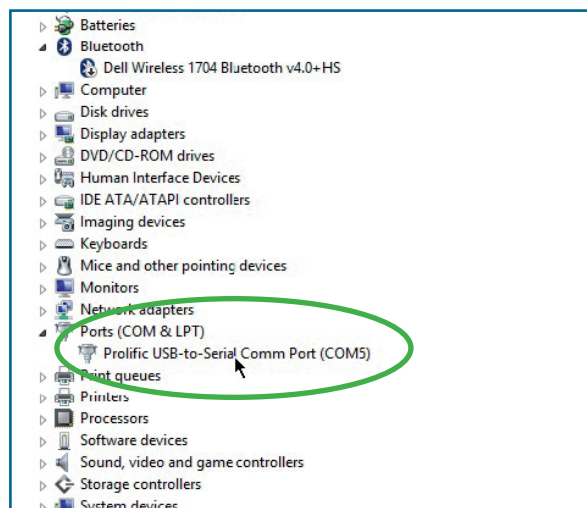 Batteries
Bluetooth
Dell Wireless 1704 Bluetooth v4.0+HS
Computer
Disk drives
Display adapters
DVD/CD-ROM drives
Human Interface Devices
IDE ATA/ATAPI controllers
Imaging devices
Keyboards
Mice and other pointing devices
Monitors
Network adapters
Ports (COM & LPT)
Prolific USB-to-Serial Comm Port (COM5)
Print queues
Printers
Processors
Software devices
Sound, video and game controllers
Storage controllers
System devices